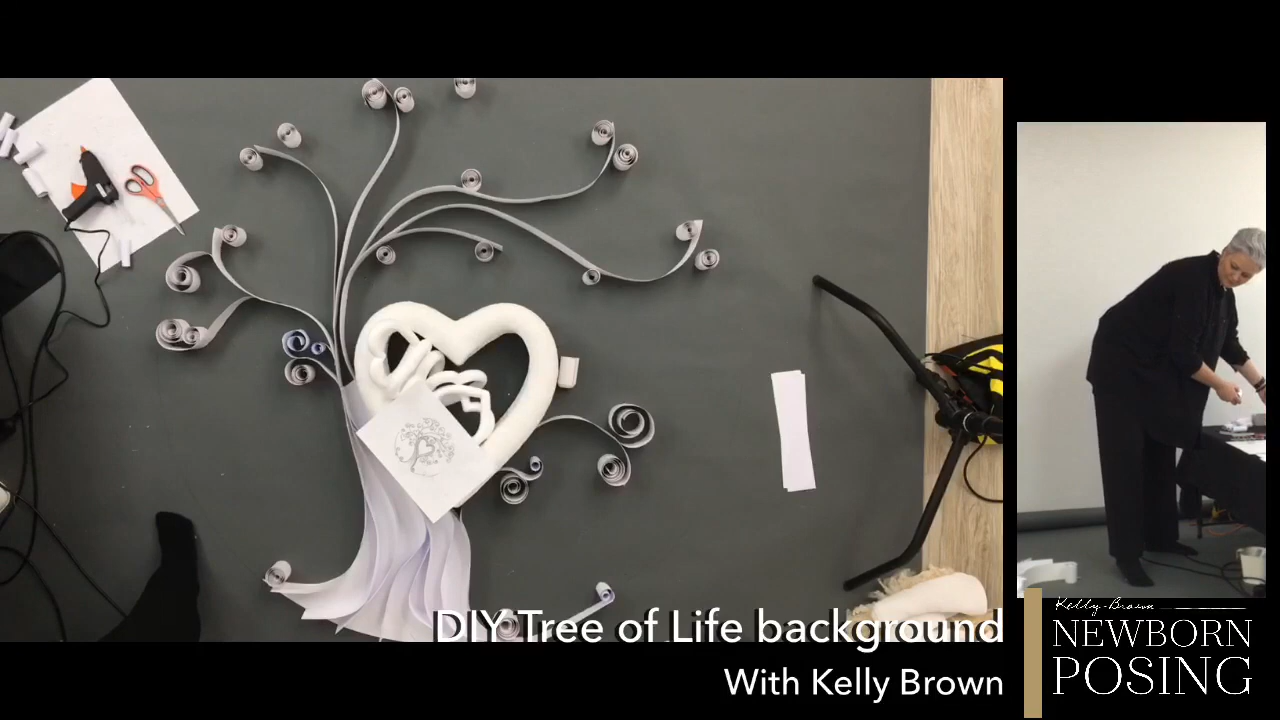 DIY Tree of Life background
With Kelly Brown
Kelly Brown
NEWBORN
POSING